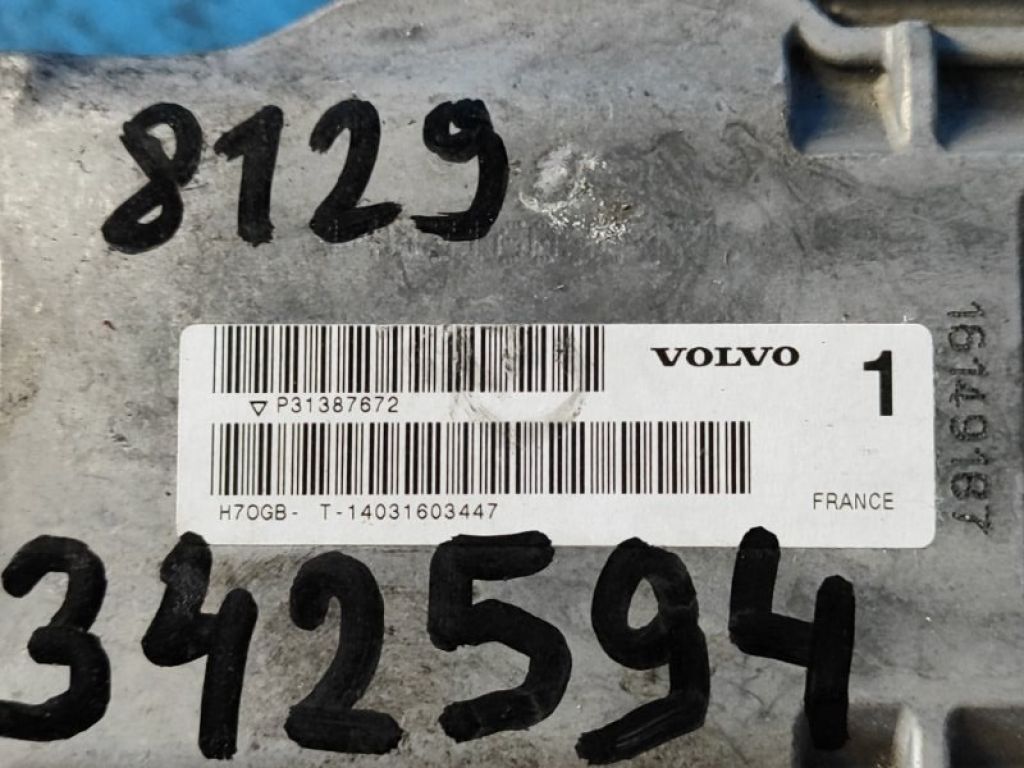 8129
VOLVO
1
▽ P31387672
H70GB- T-14031603447
FRANCE
16149187
342594